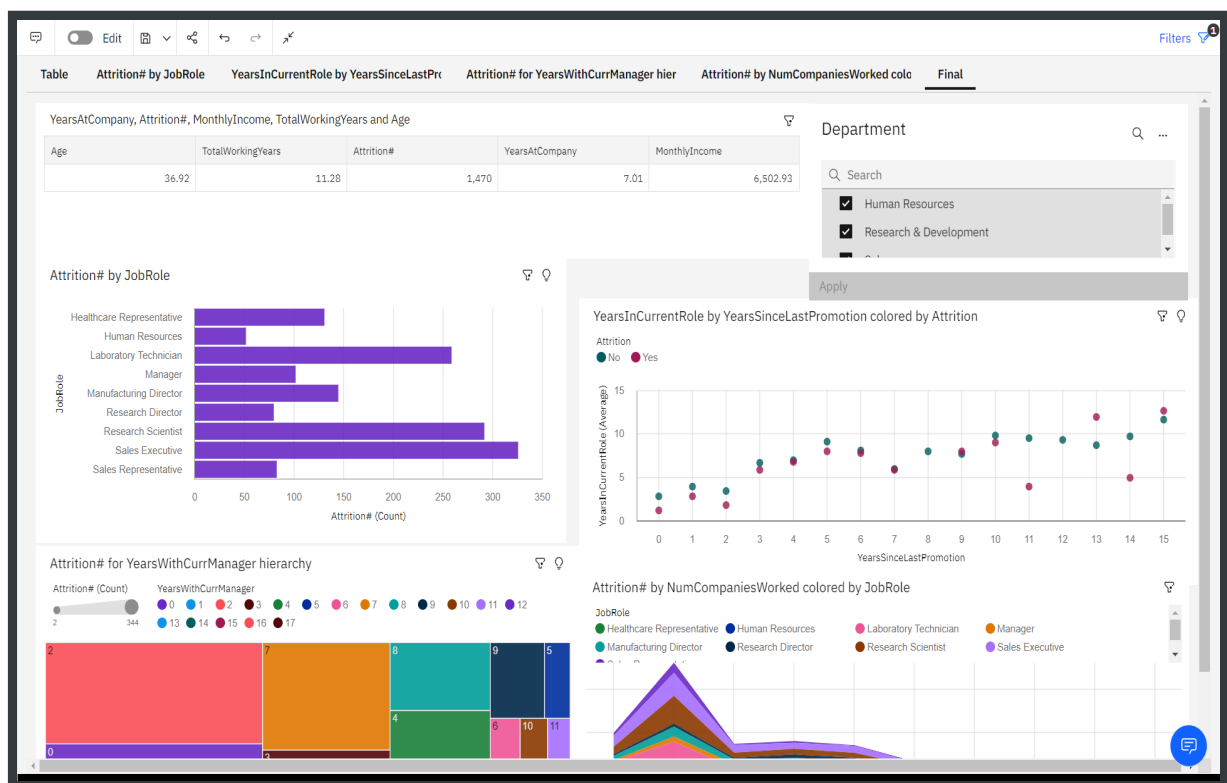 Edit
Filters
1
Table
Attrition# by JobRole
YearsInCurrentRole by YearsSinceLastPr
Attrition# for YearsWithCurrManager hier
Attrition# by NumCompaniesWorked colo
Final
YearsAtCompany, Attrition#, MonthlyIncome, TotalWorkingYears and Age
Age TotalWorkingYears Attrition# YearsAtCompany MonthlyIncome
36.92 11.28 1,470 7.01 6,502.93
Department
...
Search
Human Resources
Research & Development
Apply
Attrition# by JobRole
JobRole
Healthcare Representative
Human Resources
Laboratory Technician
Manager
Manufacturing Director
Research Director
Research Scientist
Sales Executive
Sales Representative
0 50 100 150 200 250 300 350
Attrition# (Count)
YearsInCurrentRole by YearsSinceLastPromotion colored by Attrition
Attrition
No Yes
YearsInCurrentRole (Average)
15
10
5
0
0 1 2 3 4 5 6 7 8 9 10 11 12 13 14 15
YearsSinceLastPromotion
Attrition# for YearsWithCurrManager hierarchy
Attrition# (Count)
2 344
YearsWithCurrManager
0 1 2 3 4 5 6 7 8 9 10 11 12
13 14 15 16 17
2 7 8 9 5
4 6 10 11
0 3
Attrition# by NumCompaniesWorked colored by JobRole
JobRole
Healthcare Representative Human Resources Laboratory Technician Manager
Manufacturing Director Research Director Research Scientist Sales Executive